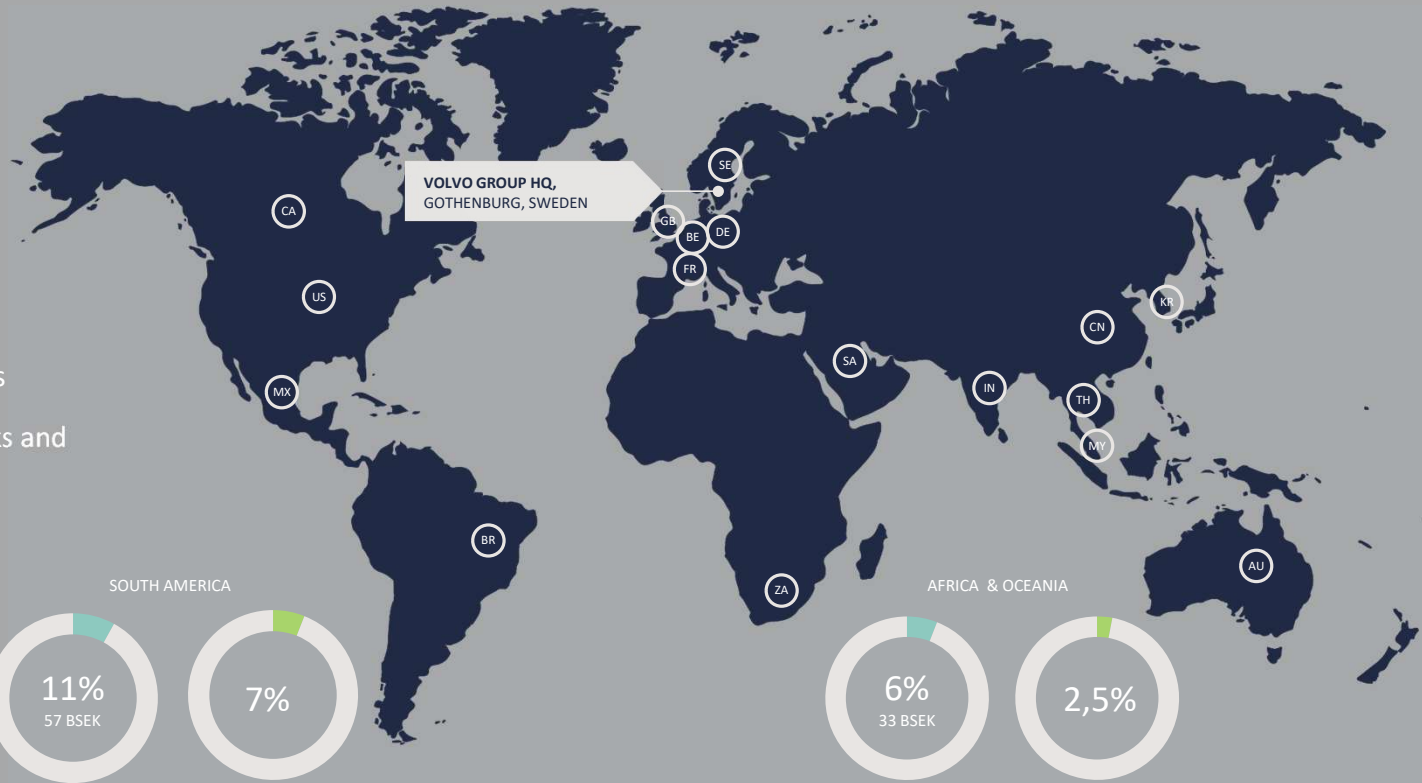 SE
VOLVO GROUP HQ,
GOTHENBURG, SWEDEN
CA
GB
BE
DE
FR
US
KR
CN
SA
IN
MX
TH
MY
s and
BR
AU
ZA
SOUTH AMERICA
11%
57 BSEK
7%
AFRICA & OCEANIA
6%
33 BSEK
2,5%